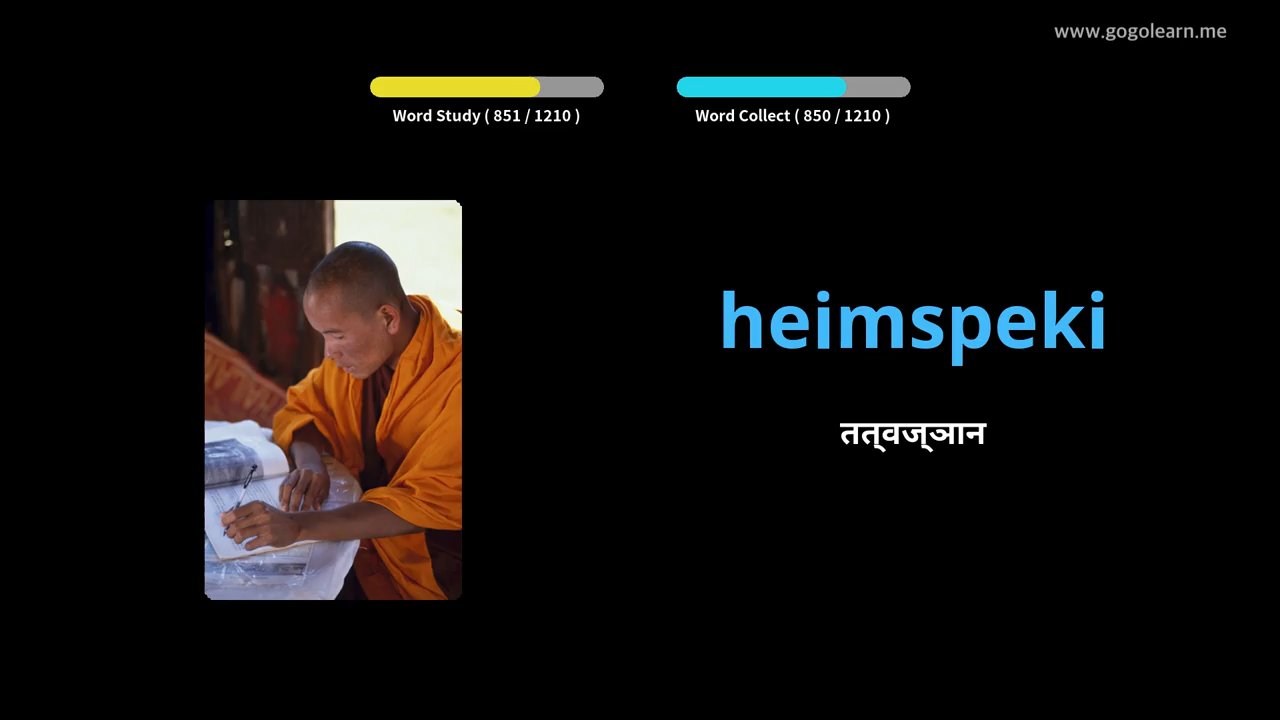 www.gogolearn.me
Word Study ( 851 / 1210 )
Word Collect ( 850 / 1210 )
heimspeki
तत्वज्ञान